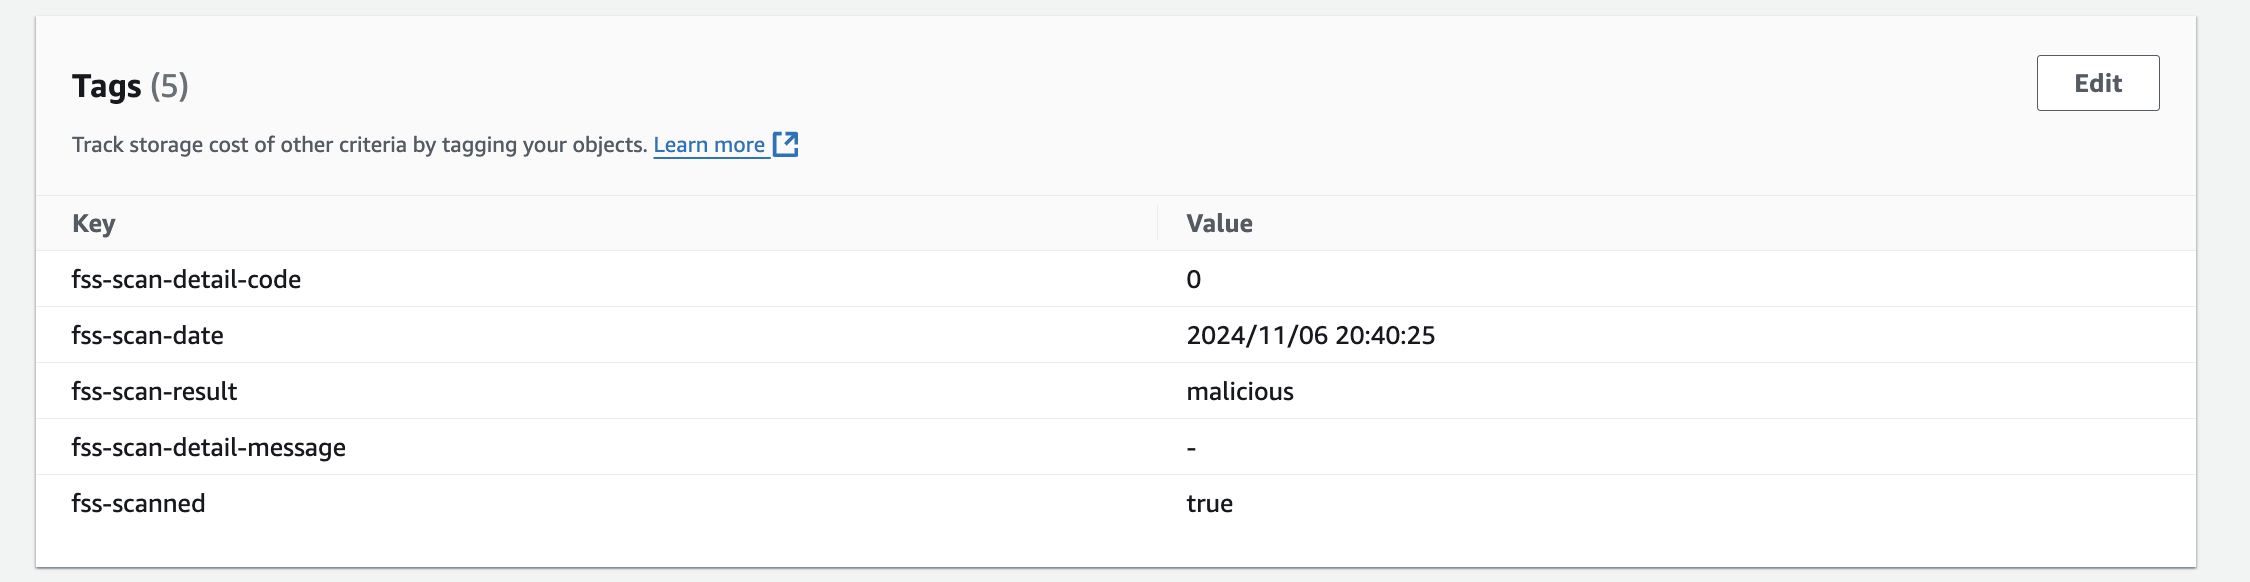 Tags (5)
Edit
Track storage cost of other criteria by tagging your objects. Learn more
Key Value
fss-scan-detail-code 0
fss-scan-date 2024/11/06 20:40:25
fss-scan-result malicious
fss-scan-detail-message -
fss-scanned true